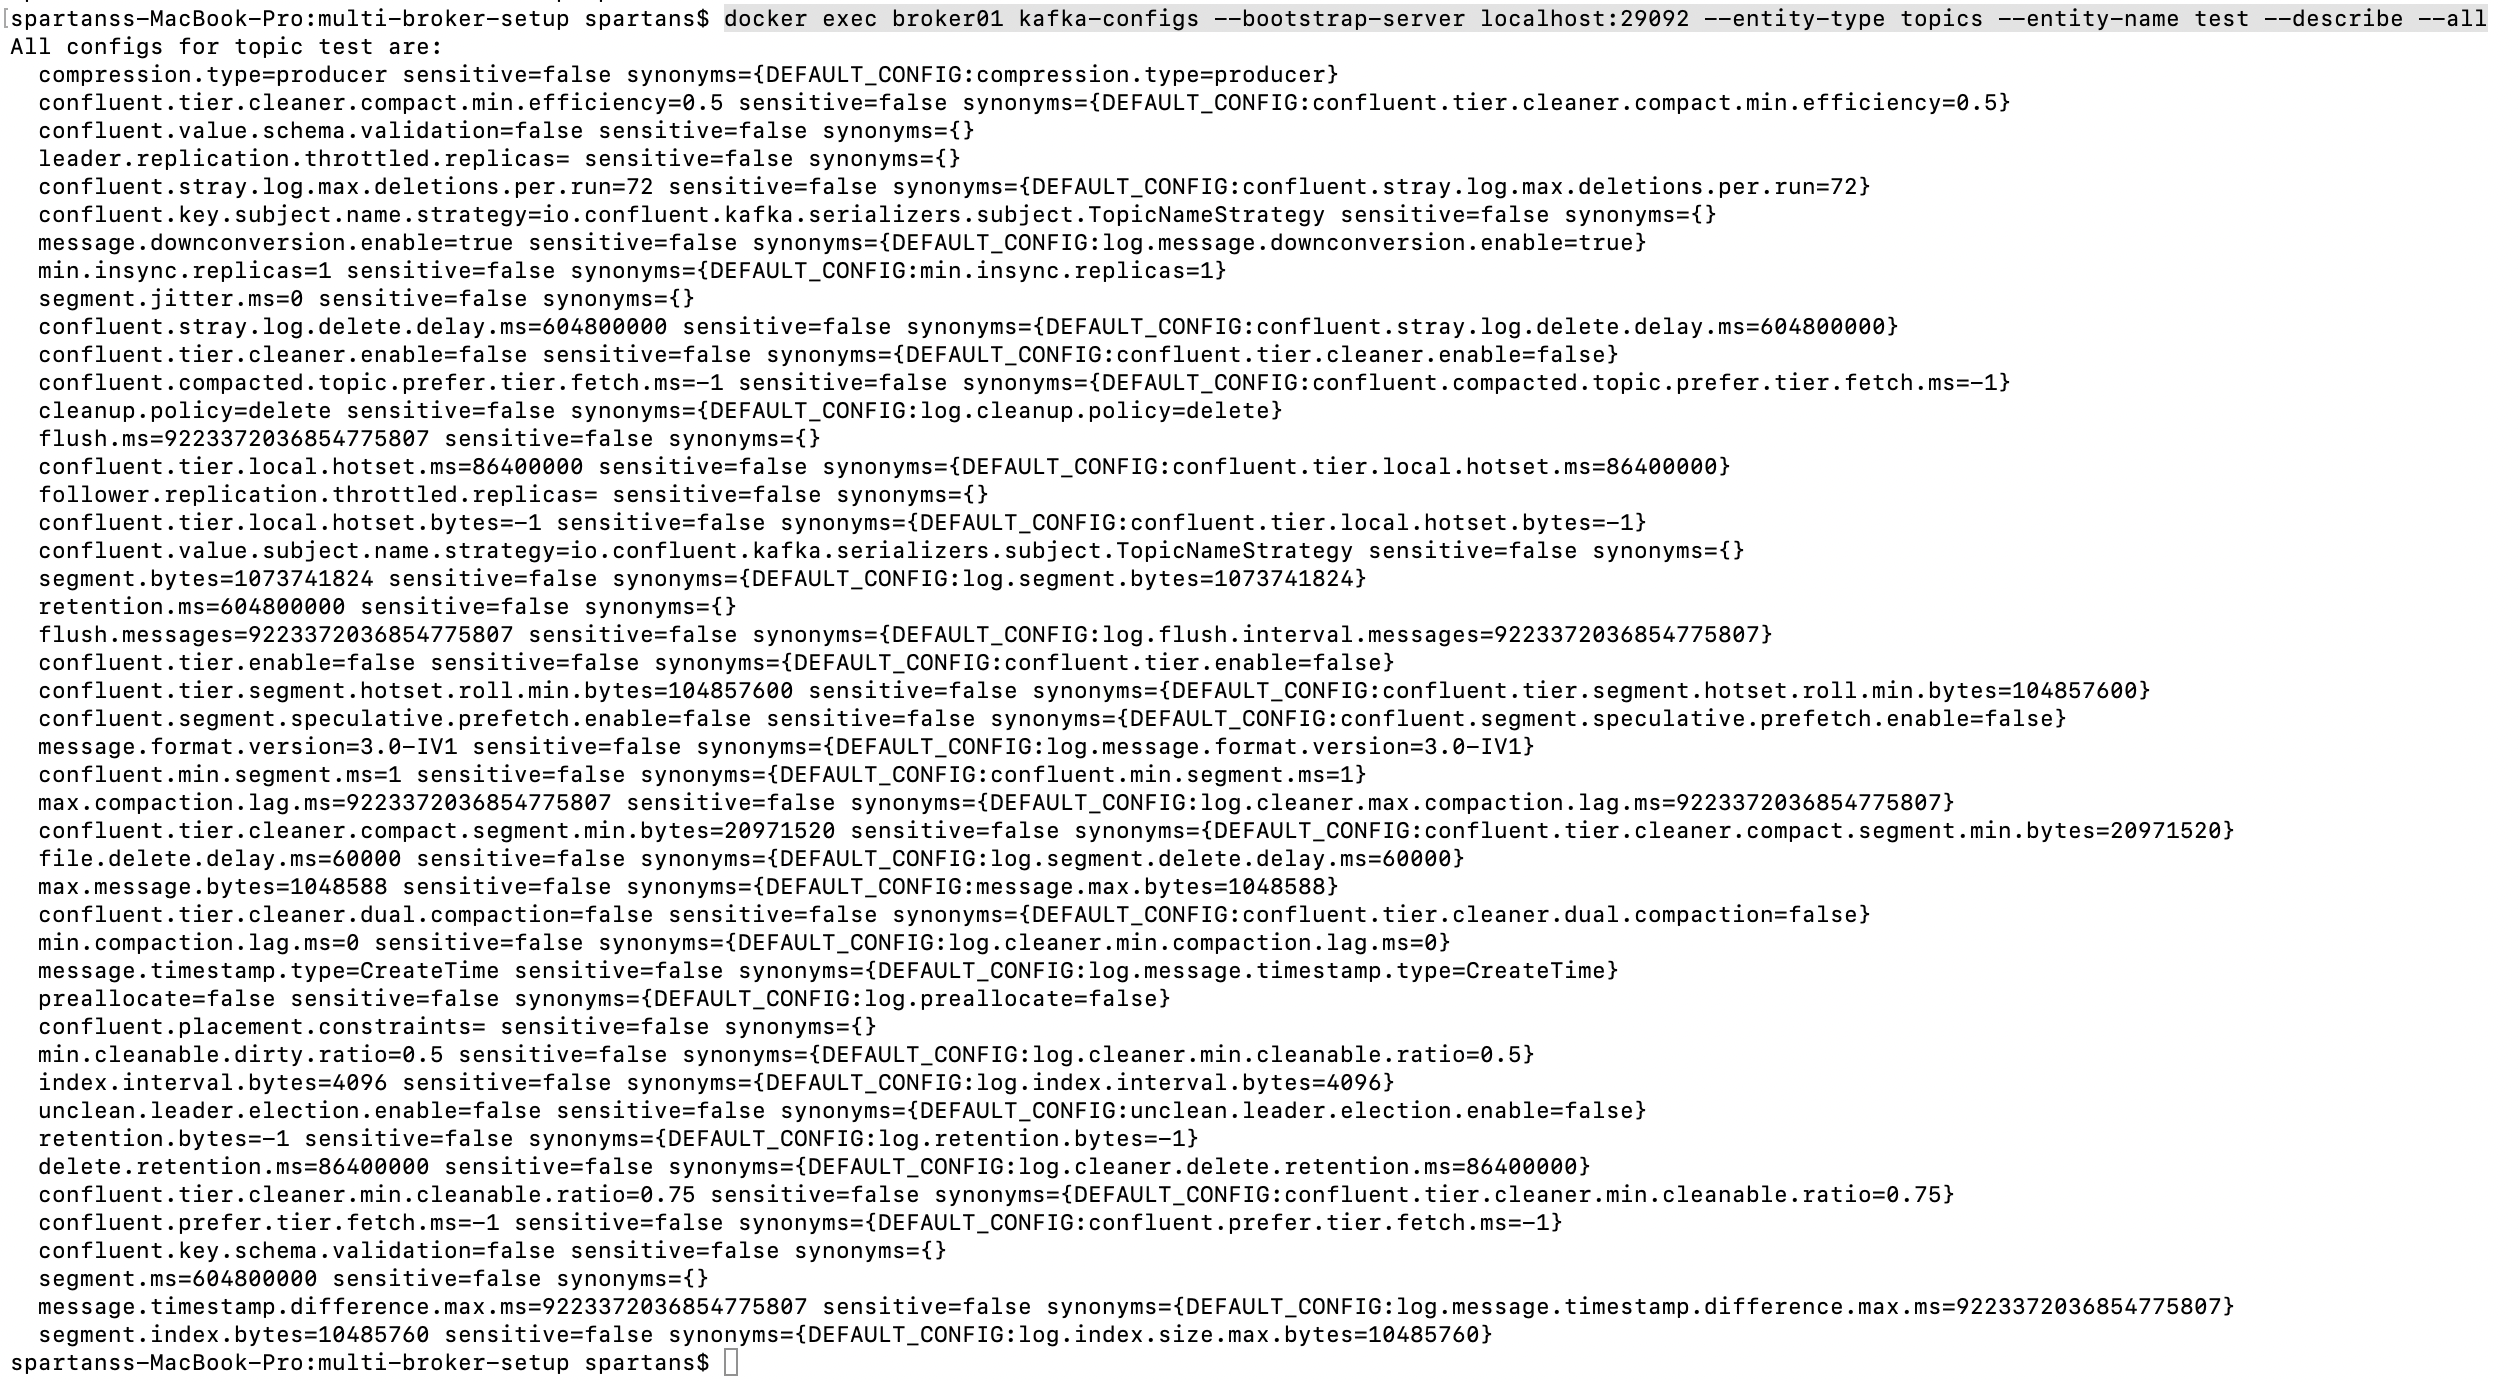 [spartanss-MacBook-Pro:multi-broker-setup spartans$ docker exec broker01 kafka-configs --bootstrap-server localhost:29092 --entity-type topics --entity-name test --describe --all
All configs for topic test are:
  compression.type=producer sensitive=false synonyms={DEFAULT_CONFIG:compression.type=producer}
  confluent.tier.cleaner.compact.min.efficiency=0.5 sensitive=false synonyms={DEFAULT_CONFIG:confluent.tier.cleaner.compact.min.efficiency=0.5}
  confluent.value.schema.validation=false sensitive=false synonyms={}
  leader.replication.throttled.replicas= sensitive=false synonyms={}
  confluent.stray.log.max.deletions.per.run=72 sensitive=false synonyms={DEFAULT_CONFIG:confluent.stray.log.max.deletions.per.run=72}
  confluent.key.subject.name.strategy=io.confluent.kafka.serializers.subject.TopicNameStrategy sensitive=false synonyms={}
  message.downconversion.enable=true sensitive=false synonyms={DEFAULT_CONFIG:log.message.downconversion.enable=true}
  min.insync.replicas=1 sensitive=false synonyms={DEFAULT_CONFIG:min.insync.replicas=1}
  segment.jitter.ms=0 sensitive=false synonyms={}
  confluent.stray.log.delete.delay.ms=604800000 sensitive=false synonyms={DEFAULT_CONFIG:confluent.stray.log.delete.delay.ms=604800000}
  confluent.tier.cleaner.enable=false sensitive=false synonyms={DEFAULT_CONFIG:confluent.tier.cleaner.enable=false}
  confluent.compacted.topic.prefer.tier.fetch.ms=-1 sensitive=false synonyms={DEFAULT_CONFIG:confluent.compacted.topic.prefer.tier.fetch.ms=-1}
  cleanup.policy=delete sensitive=false synonyms={DEFAULT_CONFIG:log.cleanup.policy=delete}
  flush.ms=9223372036854775807 sensitive=false synonyms={}
  confluent.tier.local.hotset.ms=86400000 sensitive=false synonyms={DEFAULT_CONFIG:confluent.tier.local.hotset.ms=86400000}
  follower.replication.throttled.replicas= sensitive=false synonyms={}
  confluent.tier.local.hotset.bytes=-1 sensitive=false synonyms={DEFAULT_CONFIG:confluent.tier.local.hotset.bytes=-1}
  confluent.value.subject.name.strategy=io.confluent.kafka.serializers.subject.TopicNameStrategy sensitive=false synonyms={}
  segment.bytes=1073741824 sensitive=false synonyms={DEFAULT_CONFIG:log.segment.bytes=1073741824}
  retention.ms=604800000 sensitive=false synonyms={}
  flush.messages=9223372036854775807 sensitive=false synonyms={DEFAULT_CONFIG:log.flush.interval.messages=9223372036854775807}
  confluent.tier.enable=false sensitive=false synonyms={DEFAULT_CONFIG:confluent.tier.enable=false}
  confluent.tier.segment.hotset.roll.min.bytes=104857600 sensitive=false synonyms={DEFAULT_CONFIG:confluent.tier.segment.hotset.roll.min.bytes=104857600}
  confluent.segment.speculative.prefetch.enable=false sensitive=false synonyms={DEFAULT_CONFIG:confluent.segment.speculative.prefetch.enable=false}
  message.format.version=3.0-IV1 sensitive=false synonyms={DEFAULT_CONFIG:log.message.format.version=3.0-IV1}
  confluent.min.segment.ms=1 sensitive=false synonyms={DEFAULT_CONFIG:confluent.min.segment.ms=1}
  max.compaction.lag.ms=9223372036854775807 sensitive=false synonyms={DEFAULT_CONFIG:log.cleaner.max.compaction.lag.ms=9223372036854775807}
  confluent.tier.cleaner.compact.segment.min.bytes=20971520 sensitive=false synonyms={DEFAULT_CONFIG:confluent.tier.cleaner.compact.segment.min.bytes=20971520}
  file.delete.delay.ms=60000 sensitive=false synonyms={DEFAULT_CONFIG:log.segment.delete.delay.ms=60000}
  max.message.bytes=1048588 sensitive=false synonyms={DEFAULT_CONFIG:message.max.bytes=1048588}
  confluent.tier.cleaner.dual.compaction=false sensitive=false synonyms={DEFAULT_CONFIG:confluent.tier.cleaner.dual.compaction=false}
  min.compaction.lag.ms=0 sensitive=false synonyms={DEFAULT_CONFIG:log.cleaner.min.compaction.lag.ms=0}
  message.timestamp.type=CreateTime sensitive=false synonyms={DEFAULT_CONFIG:log.message.timestamp.type=CreateTime}
  preallocate=false sensitive=false synonyms={DEFAULT_CONFIG:log.preallocate=false}
  confluent.placement.constraints= sensitive=false synonyms={}
  min.cleanable.dirty.ratio=0.5 sensitive=false synonyms={DEFAULT_CONFIG:log.cleaner.min.cleanable.ratio=0.5}
  index.interval.bytes=4096 sensitive=false synonyms={DEFAULT_CONFIG:log.index.interval.bytes=4096}
  unclean.leader.election.enable=false sensitive=false synonyms={DEFAULT_CONFIG:unclean.leader.election.enable=false}
  retention.bytes=-1 sensitive=false synonyms={DEFAULT_CONFIG:log.retention.bytes=-1}
  delete.retention.ms=86400000 sensitive=false synonyms={DEFAULT_CONFIG:log.cleaner.delete.retention.ms=86400000}
  confluent.tier.cleaner.min.cleanable.ratio=0.75 sensitive=false synonyms={DEFAULT_CONFIG:confluent.tier.cleaner.min.cleanable.ratio=0.75}
  confluent.prefer.tier.fetch.ms=-1 sensitive=false synonyms={DEFAULT_CONFIG:confluent.prefer.tier.fetch.ms=-1}
  confluent.key.schema.validation=false sensitive=false synonyms={}
  segment.ms=604800000 sensitive=false synonyms={}
  message.timestamp.difference.max.ms=9223372036854775807 sensitive=false synonyms={DEFAULT_CONFIG:log.message.timestamp.difference.max.ms=9223372036854775807}
  segment.index.bytes=10485760 sensitive=false synonyms={DEFAULT_CONFIG:log.index.size.max.bytes=10485760}
spartanss-MacBook-Pro:multi-broker-setup spartans$